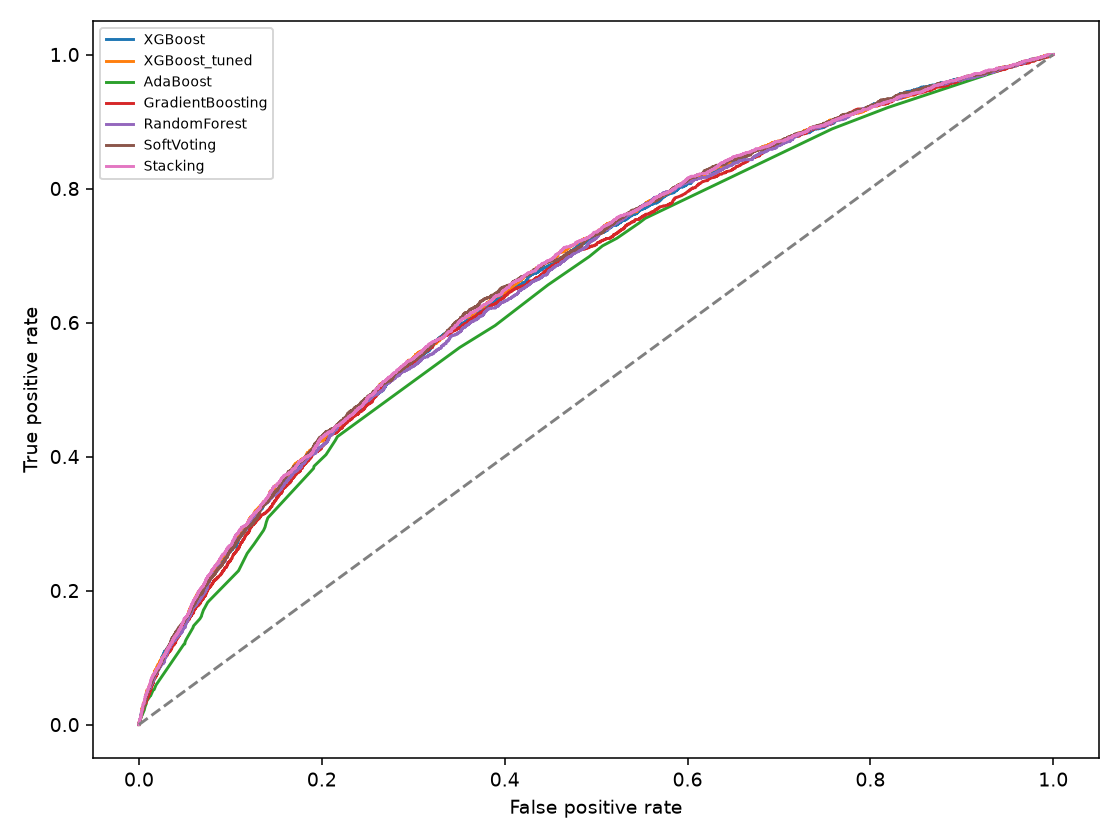 XGBoost
XGBoost_tuned
AdaBoost
GradientBoosting
RandomForest
SoftVoting
Stacking
1.0
0.8
0.6
0.4
0.2
0.0
True positive rate
0.0 0.2 0.4 0.6 0.8 1.0
False positive rate